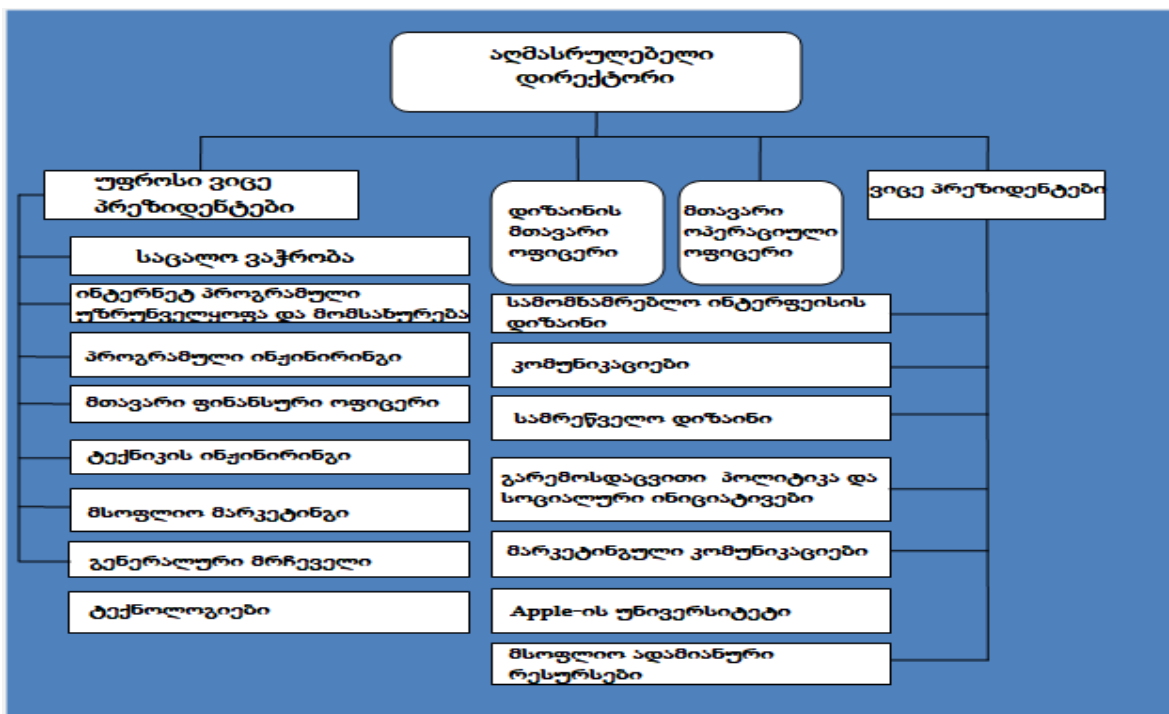 აღმასრულებელი
დირექტორი
უფროსი ვიცე
პრეზიდენტები
დიზაინის
მთავარი
ოფიცერი
მთავარი
ოპერაციული
ოფიცერი
ვიცე პრეზიდენტები
საცალო ვაჭრობა
ინტერნეტ პროგრამული
უზრუნველყოფა და მომსახურება
პროგრამული ინჟინირინგი
მთავარი ფინანსური ოფიცერი
ტექნიკის ინჟინირინგი
მსოფლიო მარკეტინგი
გენერალური მრჩეველი
ტექნოლოგიები
სამომხამრებლო ინტერფეისის
დიზაინი
კომუნიკაციები
სამრეწველო დიზაინი
გარემოსდაცვითი პოლიტიკა და
სოციალური ინიციატივები
მარკეტინგული კომუნიკაციები
Apple-ის უნივერსიტეტი
მსოფლიო ადამიანური
რესურსები